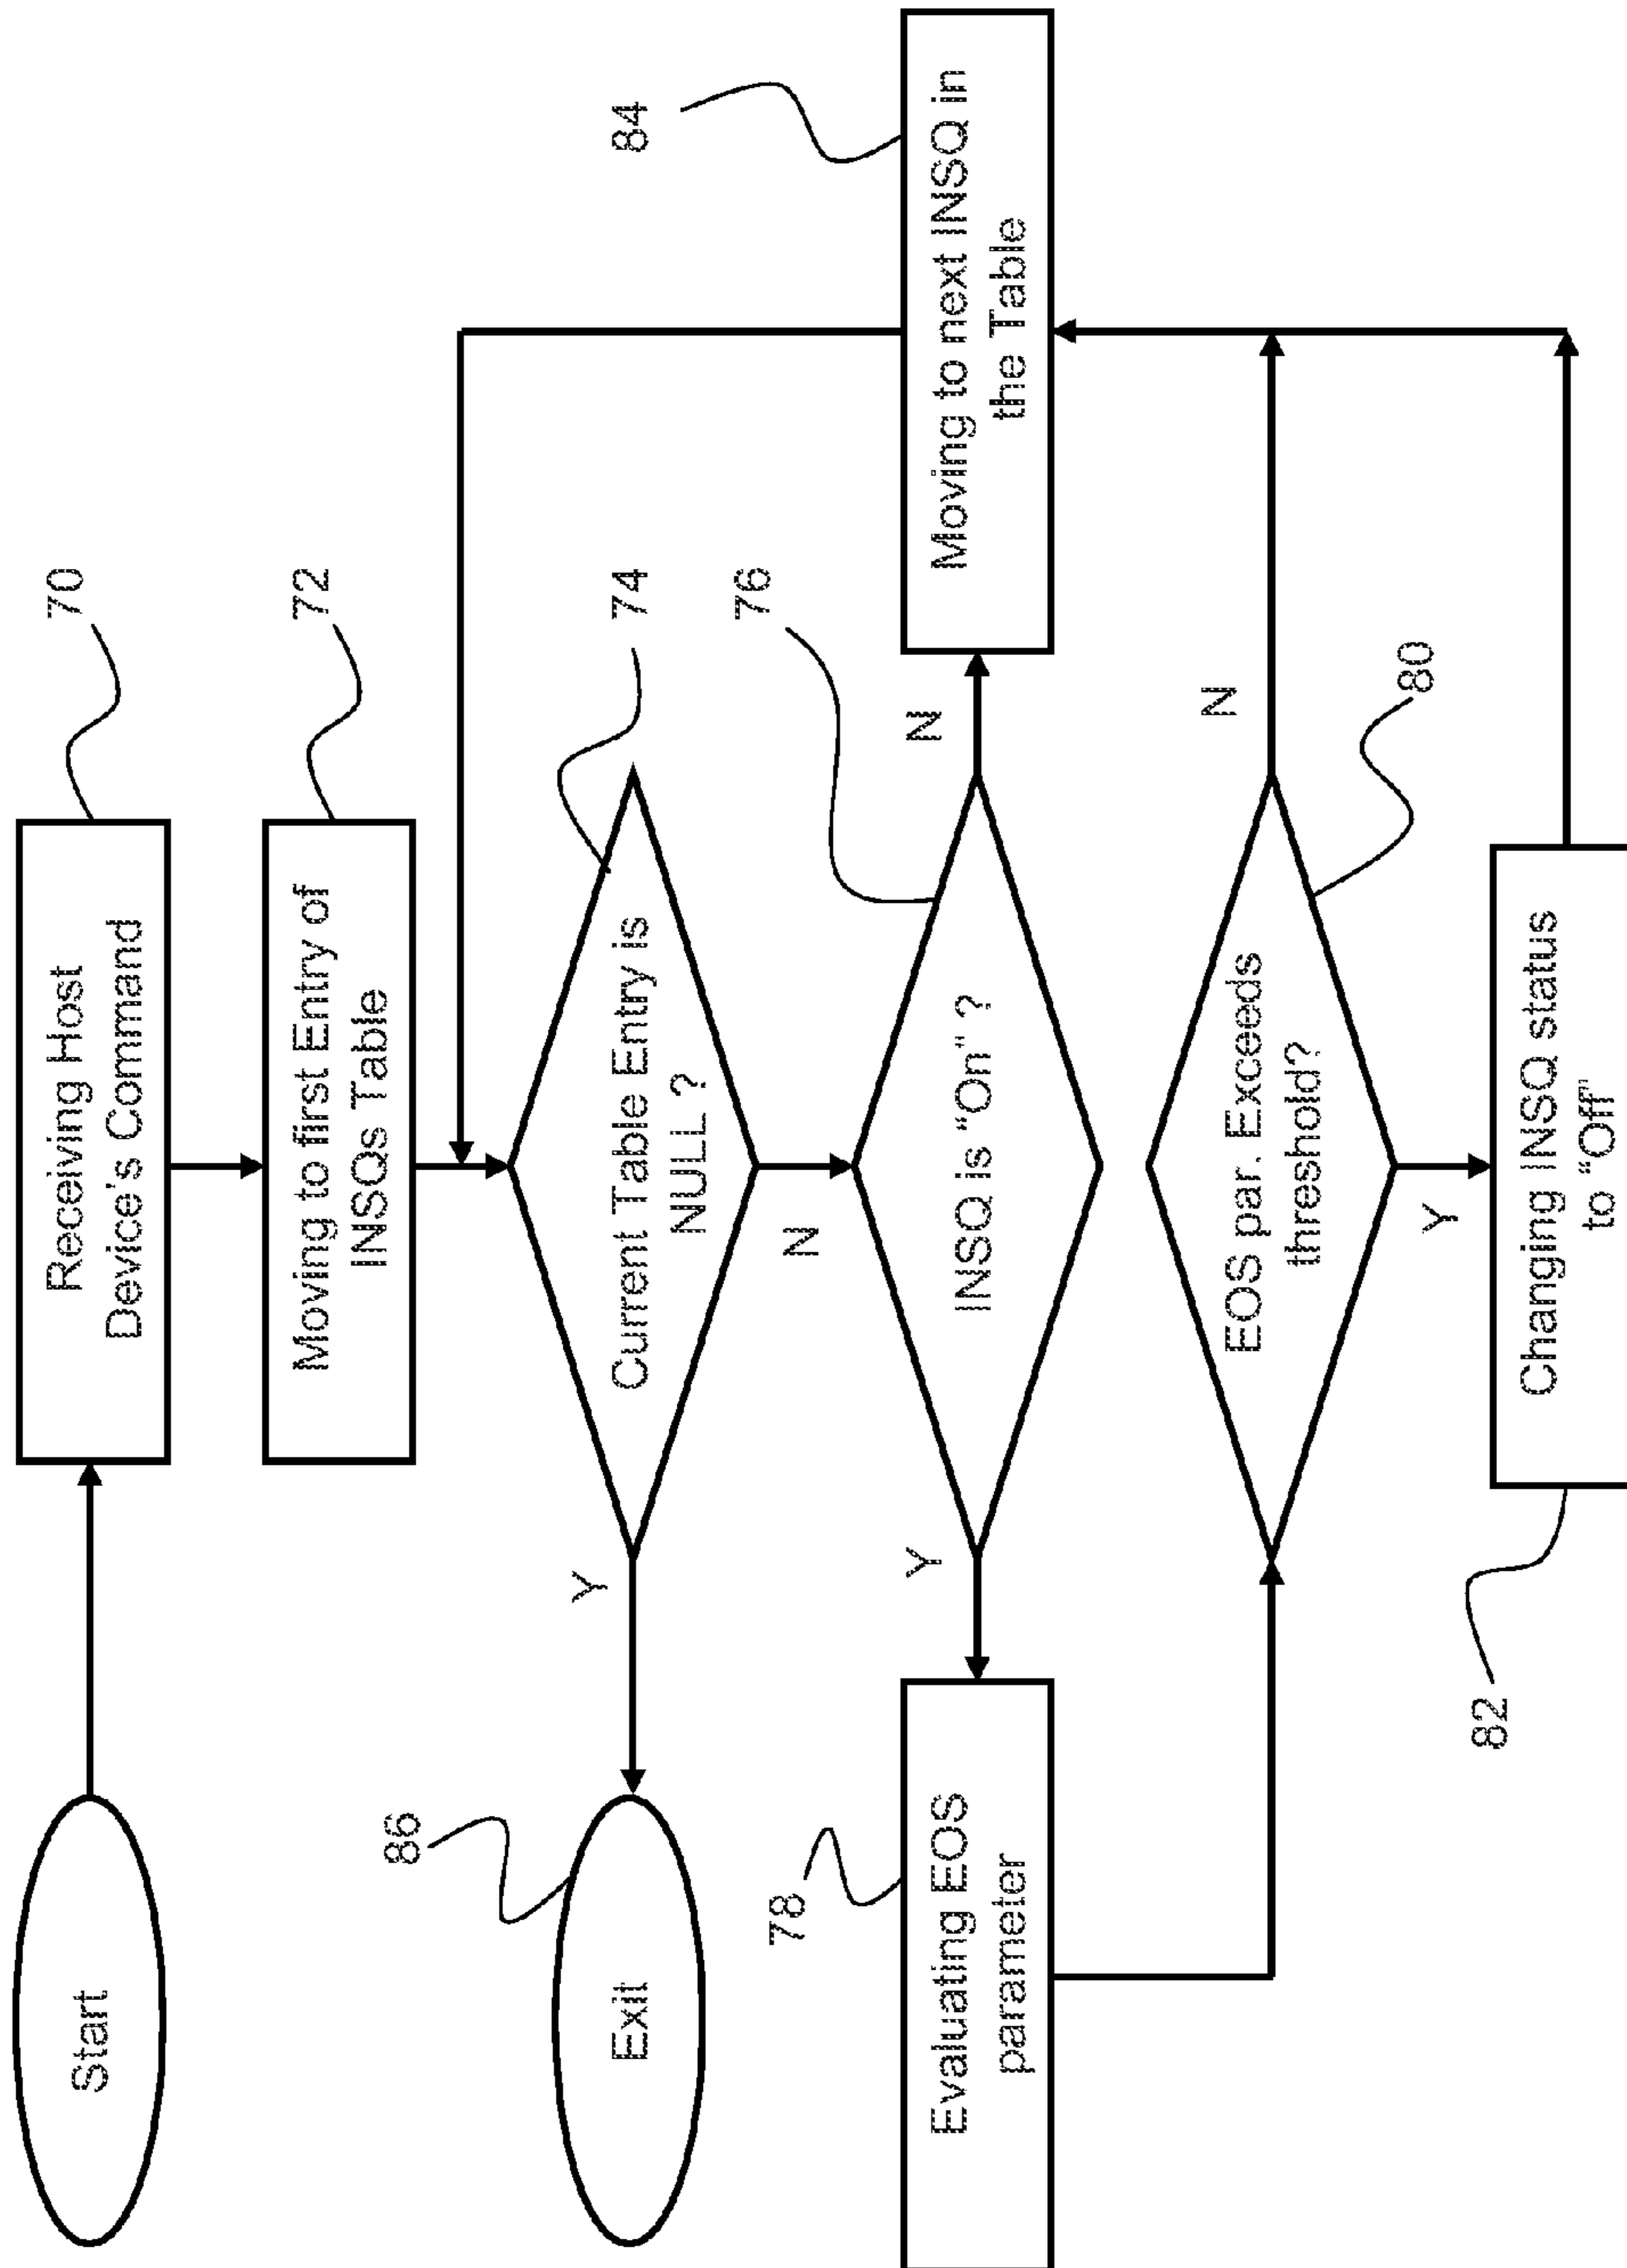 Start
Receiving Host
Device's Command
70
Moving to first Entry of
INSQs Table
72
86
Exit
Y
Current Table Entry is
NULL ?
74
N
84
78
Evaluating EOS
parameter
Y
INSQ is "On" ?
76
N
Moving to next INSQ in
the Table
EOS par. Exceeds
threshold?
N
80
Y
82
Changing INSQ status
to "Off"